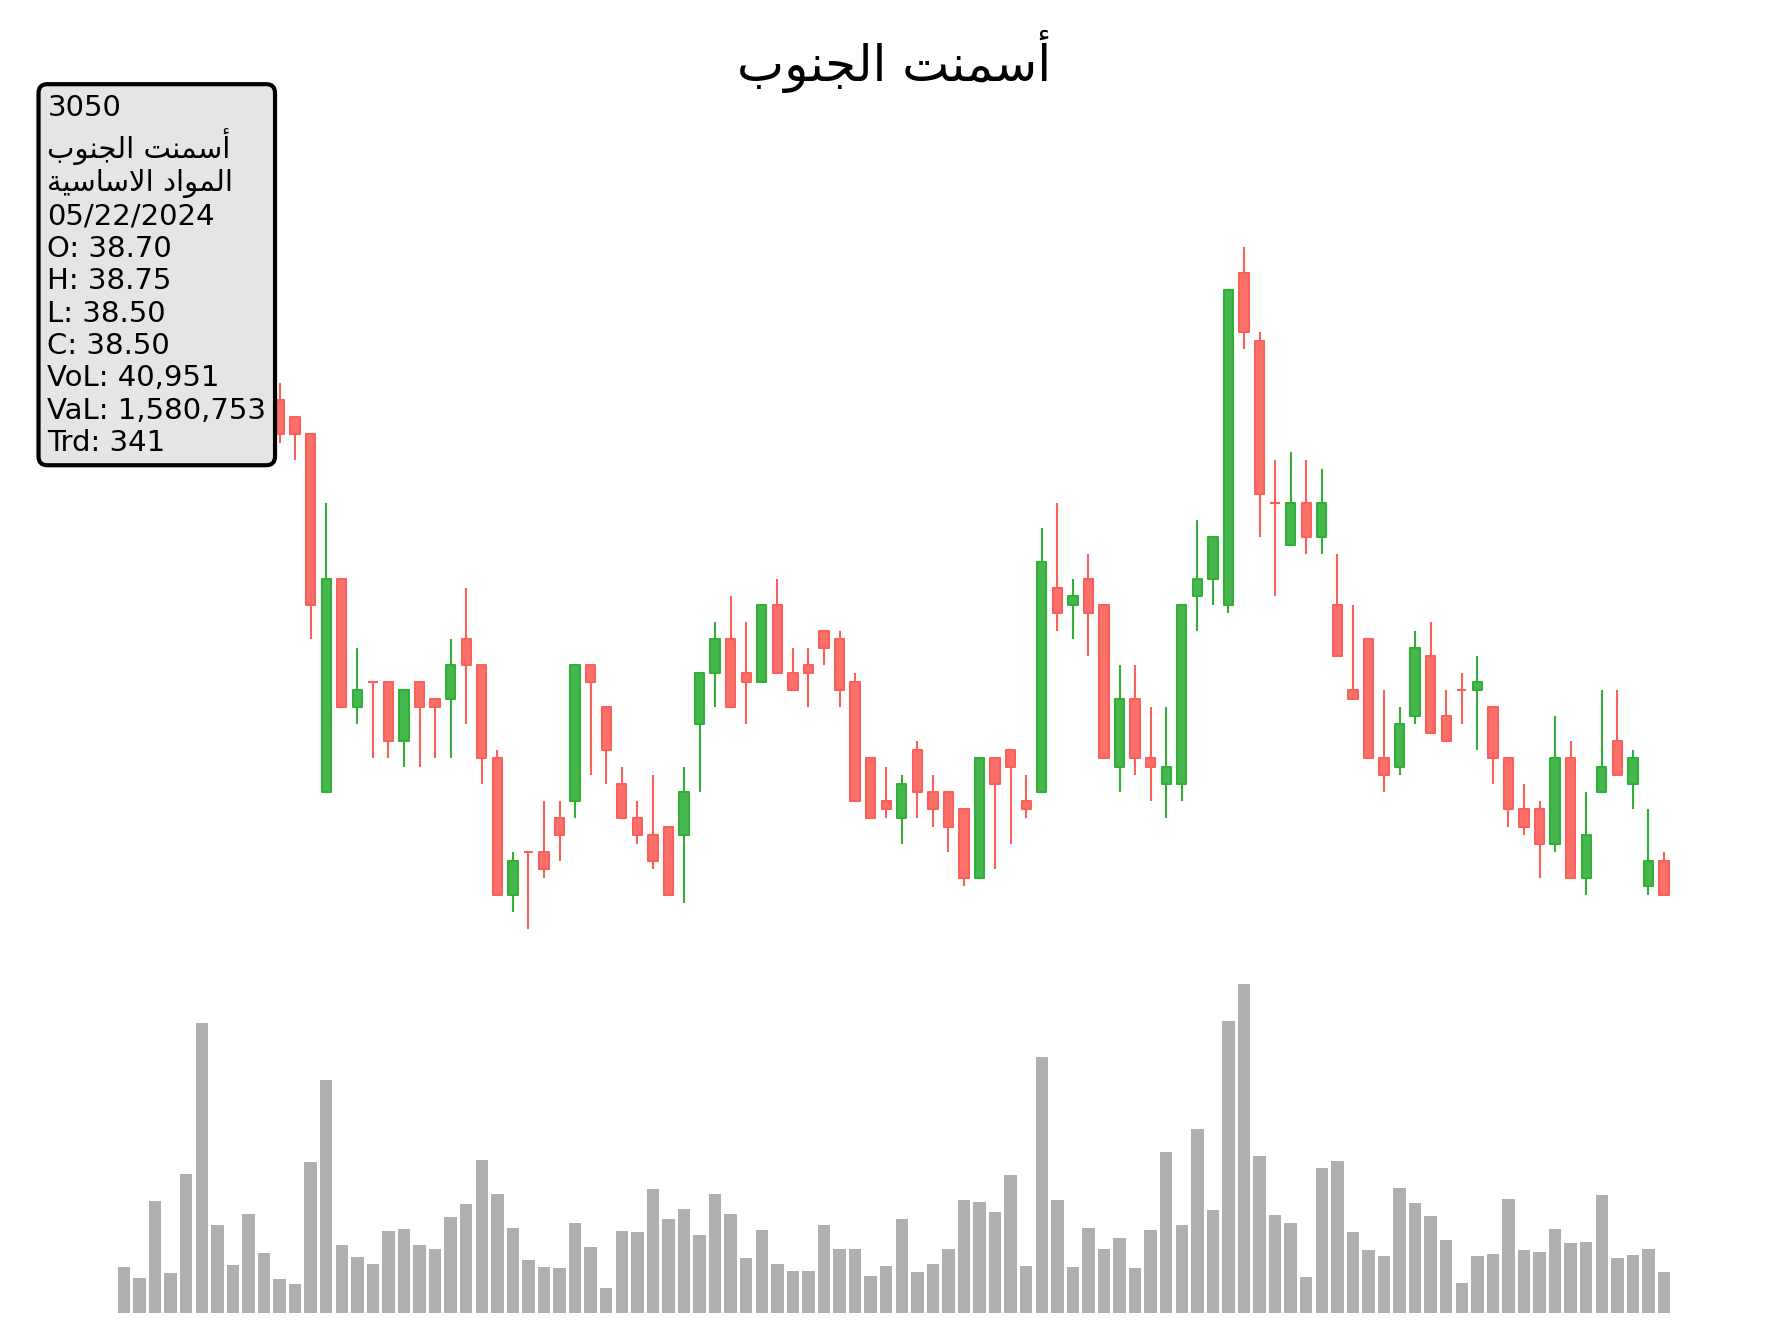 أسمنت الجنوب
3050
أسمنت الجنوب
المواد الاساسية
05/22/2024
O: 38.70
H: 38.75
L: 38.50
C: 38.50
VoL: 40,951
VaL: 1,580,753
Trd: 341